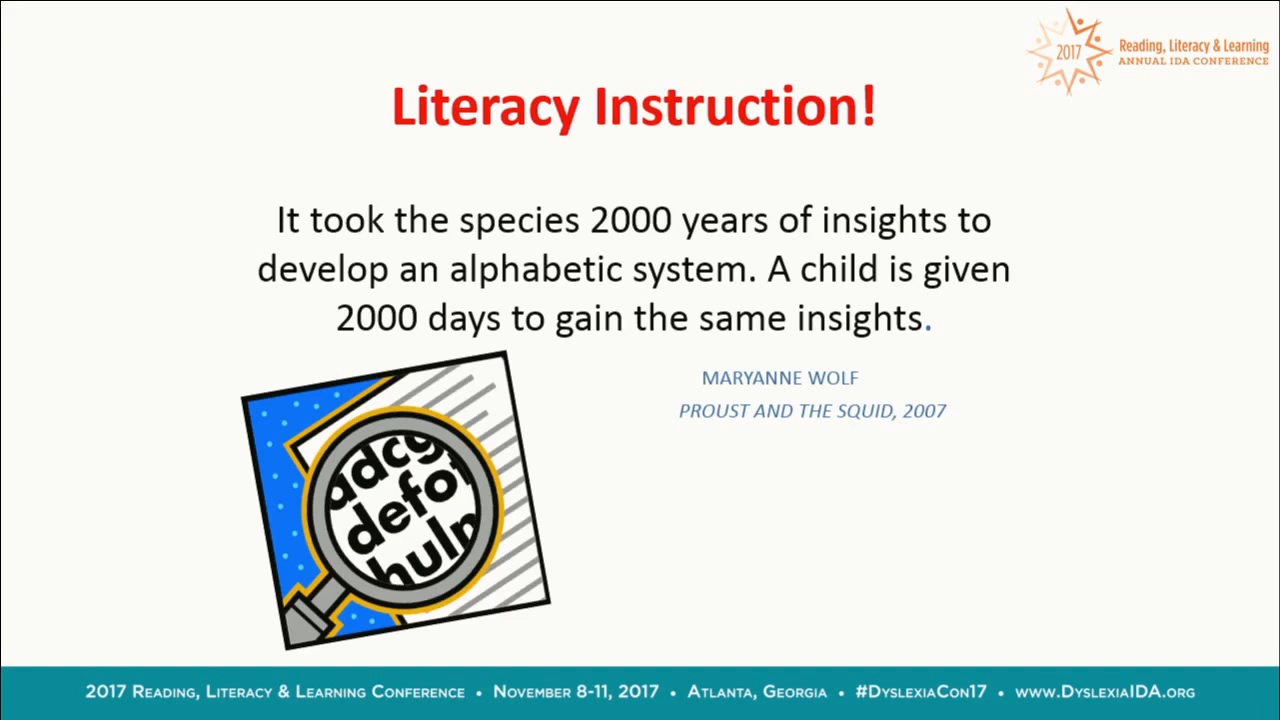 2017
Reading, Literacy & Learning
ANNUAL IDA CONFERENCE
Literacy Instruction!
It took the species 2000 years of insights to
develop an alphabetic system. A child is given
2000 days to gain the same insights.
MARYANNE WOLF
PROUST AND THE SQUID, 2007
adcg
defo
huln
2017 Reading, Literacy & Learning Conference • November 8-11, 2017 • Atlanta, Georgia • #DyslexiaCon17 • www.DyslexiaIDA.org